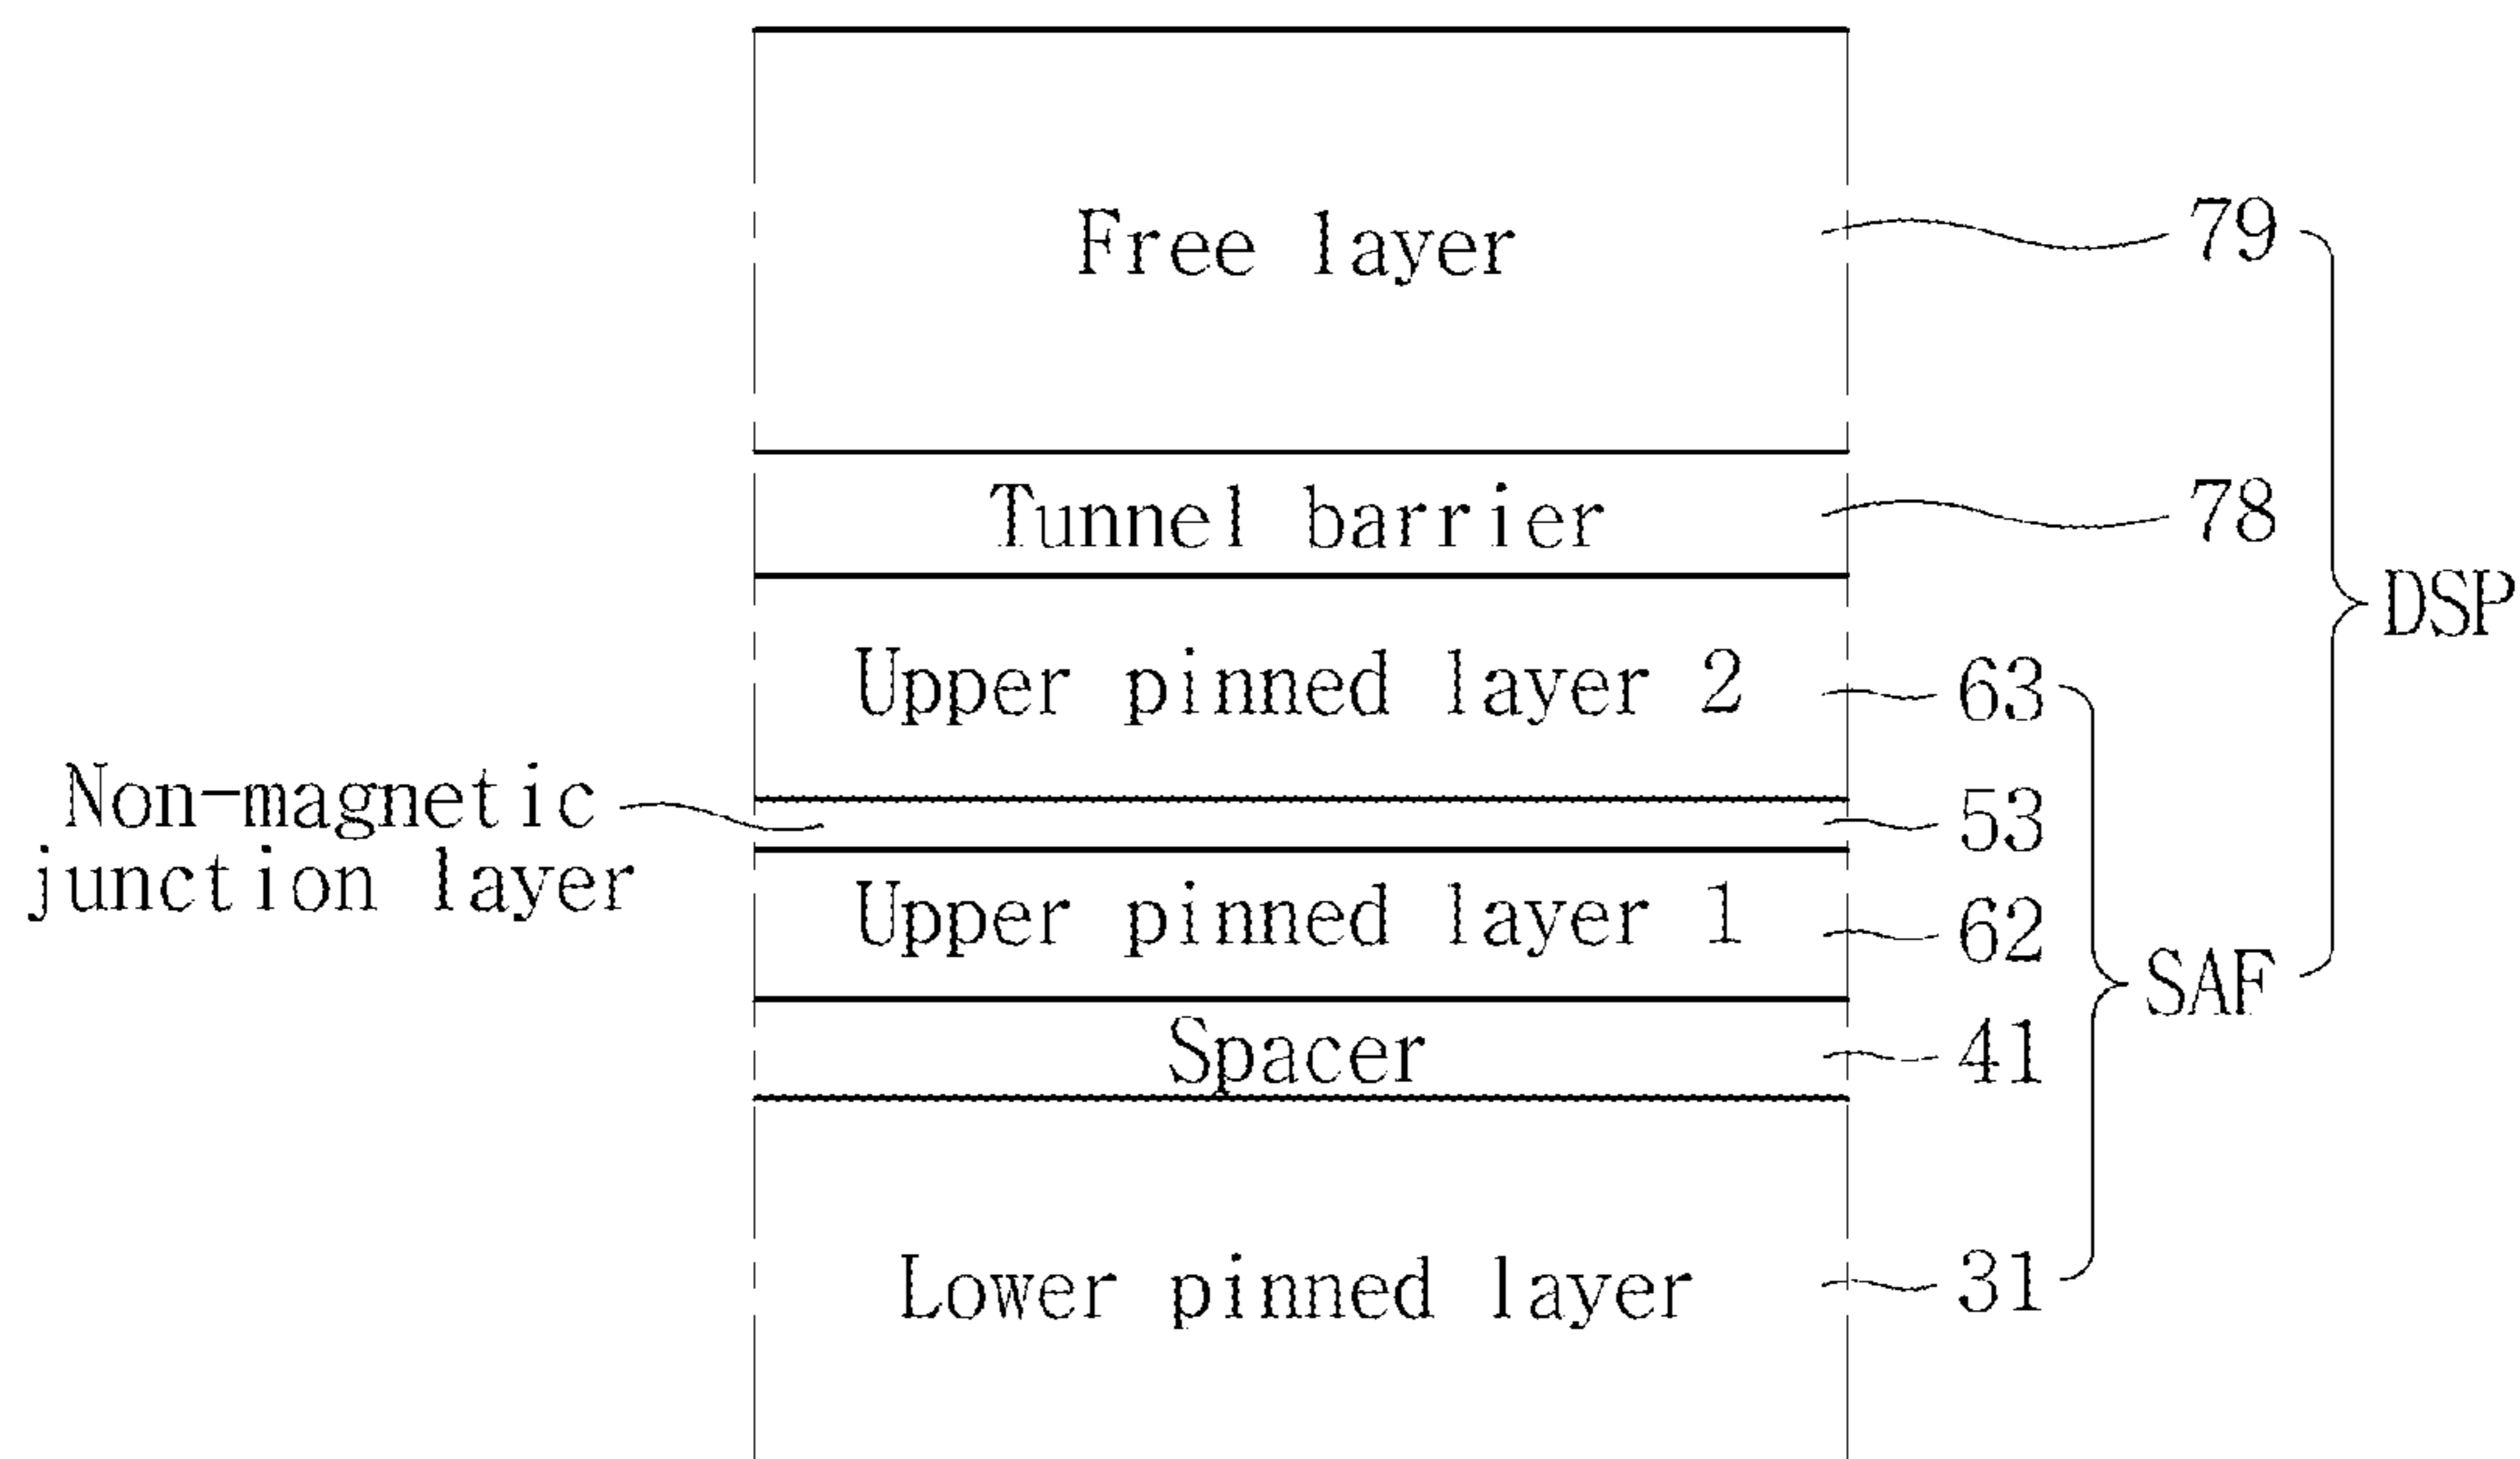 Free layer 79
Tunnel barrier 78
DSP
Upper pinned layer 2 63
Non-magnetic
junction layer
53
Upper pinned layer 1 62
SAF
Spacer 41
Lower pinned layer 31